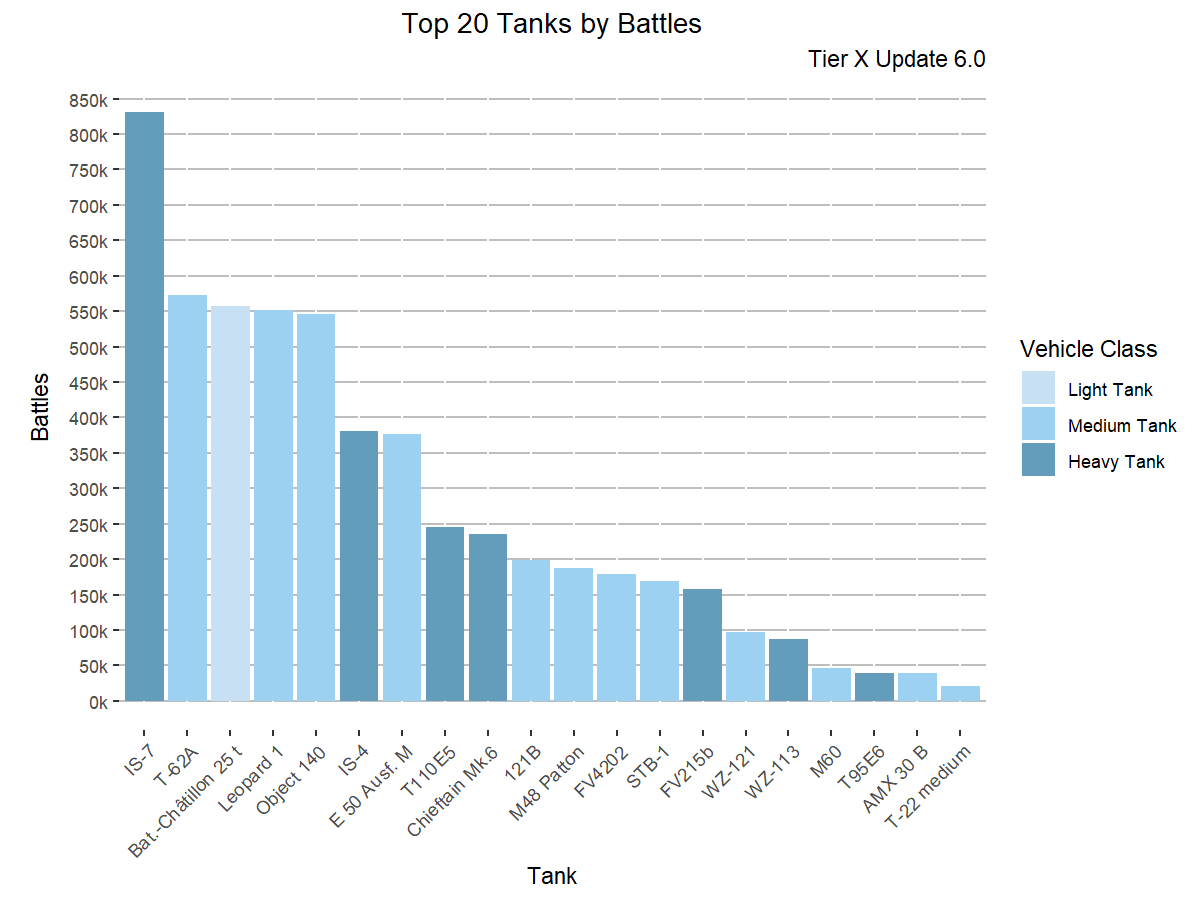 Top 20 Tanks by Battles
Tier X Update 6.0
850k
800k
750k
700k
650k
600k
550k
500k
450k
400k
350k
300k
250k
200k
150k
100k
50k
0k
Battles
IS-7
T-62A
Bat.-Châtillon 25 t
Leopard 1
Object 140
IS-4
E 50 Ausf. M
T110E5
Chieftain Mk.6
121B
M48 Patton
FV4202
STB-1
FV215b
WZ-121
WZ-113
M60
T95E6
AMX 30 B
T-22 medium
Tank
Vehicle Class
Light Tank
Medium Tank
Heavy Tank